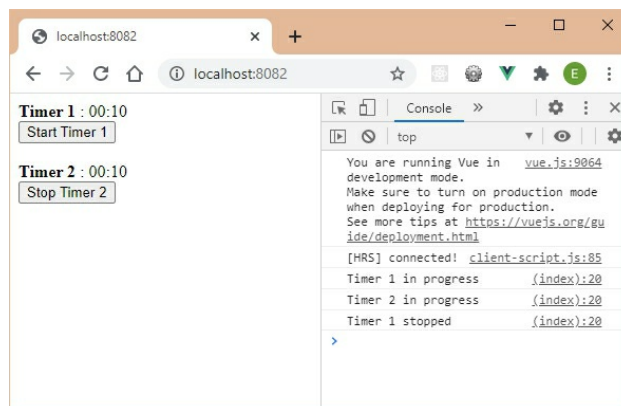 localhost:8082
localhost:8082
E
Timer 1 : 00:10
Start Timer 1
Timer 2 : 00:10
Stop Timer 2
Console
top
You are running Vue in vue.js:9064
development mode.
Make sure to turn on production mode
when deploying for production.
See more tips at https://vuejs.org/gu
ide/deployment.html
[HRS] connected! client-script.js:85
Timer 1 in progress (index):20
Timer 2 in progress (index):20
Timer 1 stopped (index):20